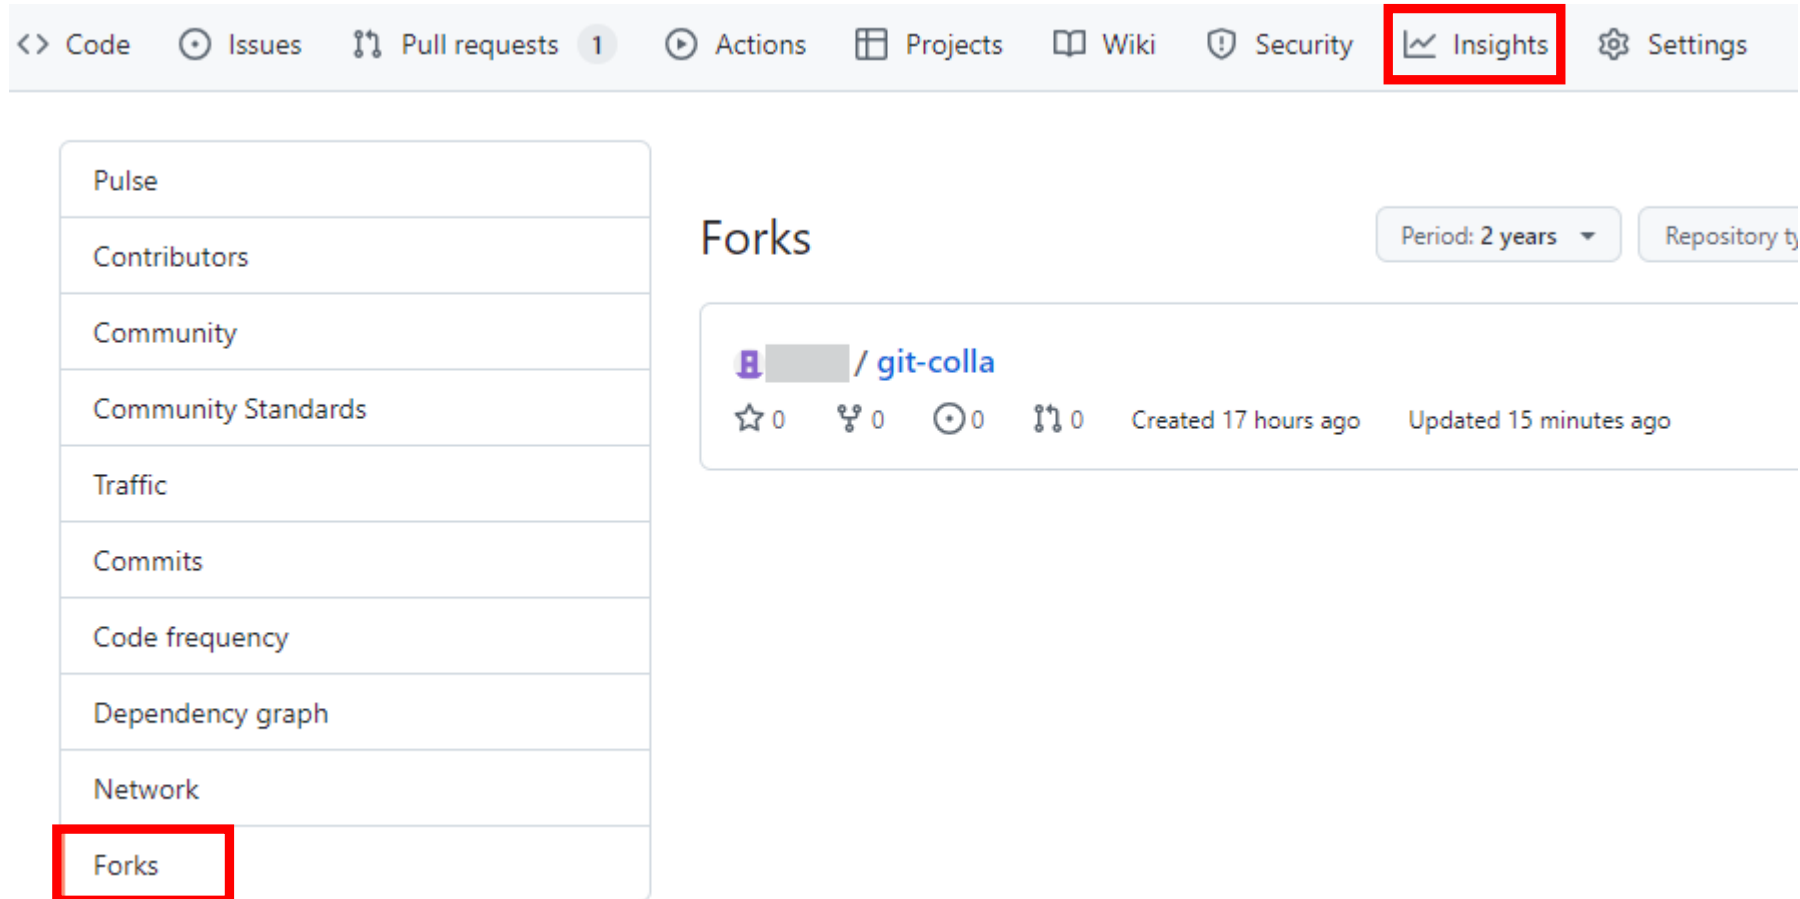 Code Issues Pull requests 1 Actions Projects Wiki Security Insights Settings
Pulse
Contributors
Community
Community Standards
Traffic
Commits
Code frequency
Dependency graph
Network
Forks
Forks Period: 2 years Repository ty
/ git-colla
0 0 0 0 Created 17 hours ago Updated 15 minutes ago